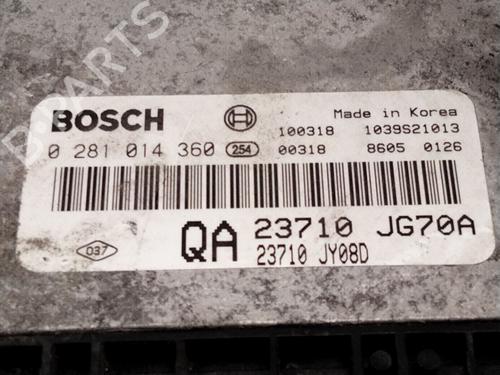 PARTS
BOSCH
Made in Korea
100318 1039S21013
0 281 014 360 254 00318 8605 0126
037 QA 23710 JG70A
23710 JY08D